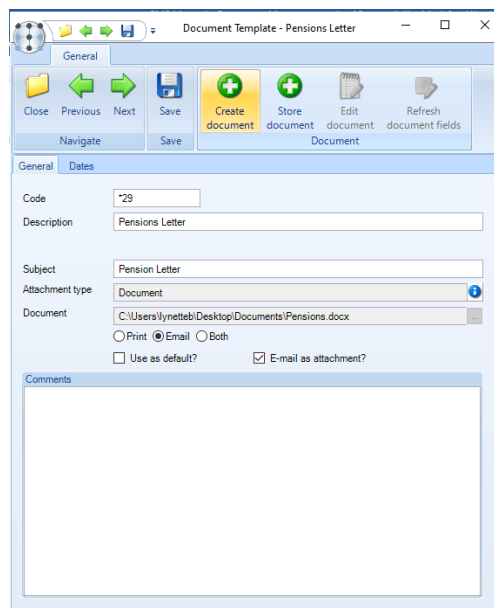 Document Template - Pensions Letter
General
Close Previous Next Save Create document Store document Edit document Refresh document fields
Navigate Save Document
General Dates
Code *29
Description Pensions Letter
Subject Pension Letter
Attachment type Document
Document C:\Users\lynetteb\Desktop\Documents\Pensions.docx
...
Print Email Both
Use as default? E-mail as attachment?
Comments